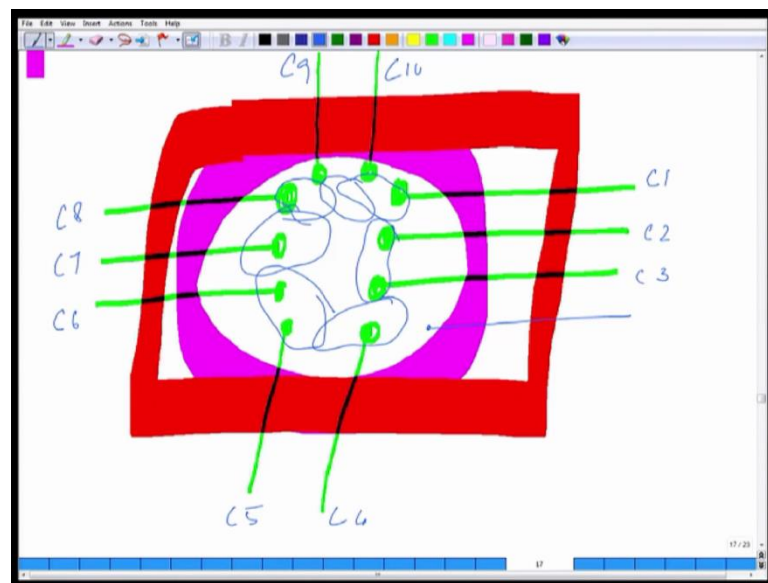 File Edit View Insert Actions Tools Help
B I
C9 C10
C8 C1
C7 C2
C6 C3
C5 C4
17 / 23
17